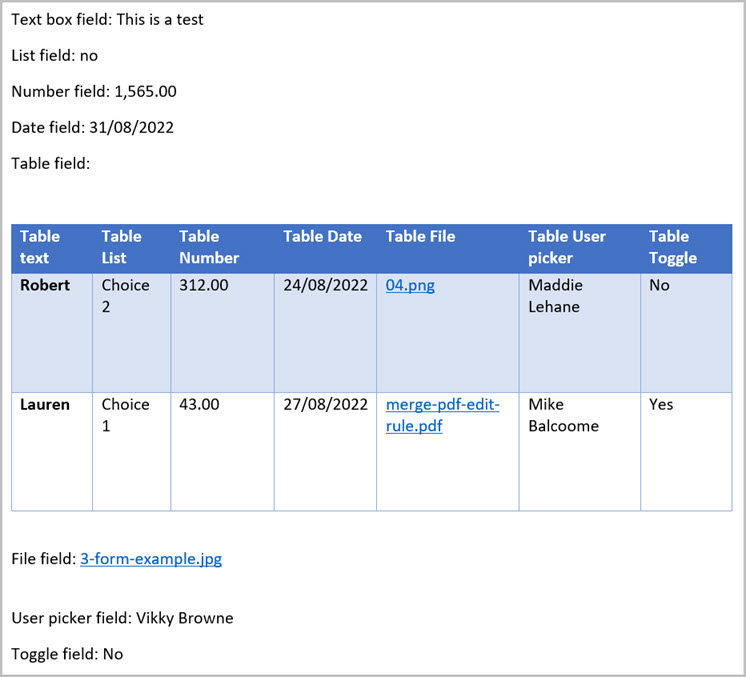 Text box field: This is a test
List field: no
Number field: 1,565.00
Date field: 31/08/2022
Table field:
Table text Table List Table Number Table Date Table File Table User picker Table Toggle
Robert Choice 2 312.00 24/08/2022 04.png Maddie Lehane No
Lauren Choice 1 43.00 27/08/2022 merge-pdf-edit-rule.pdf Mike Balcoome Yes
File field: 3-form-example.jpg
User picker field: Vikky Browne
Toggle field: No